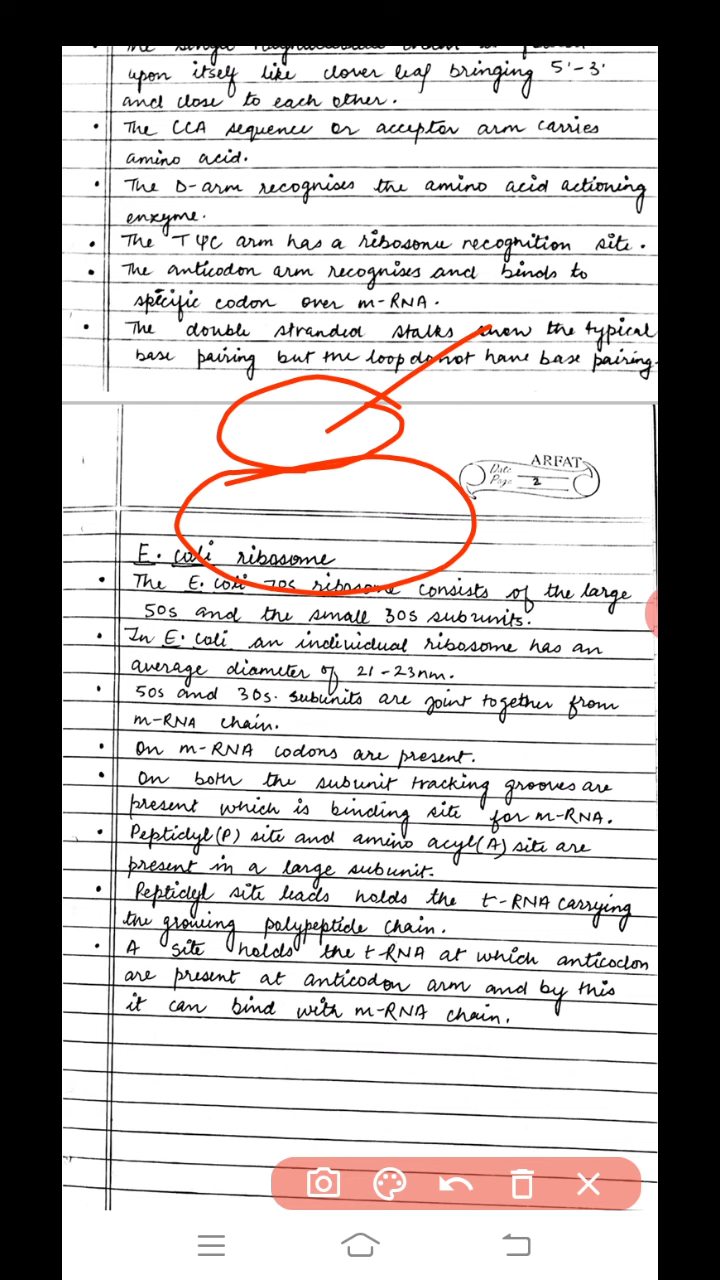 the single
upon itself like clover leaf bringing 5'-3'
and close to each other.
• The CCA sequence or acceptor arm carries
amino acid.
• The D-arm recognises the amino acid actioning
enzyme.
• The TψC arm has a ribosome recognition site.
• The anticodon arm recognises and binds to
specific codon over m-RNA.
• The double stranded stalks show the typical
base pairing but the loop do not have base pairing.
ARFAT
Date
Page 2
E. coli ribosome
• The E. coli 70s ribosome consists of the large
50s and the small 30s subunits.
• In E. coli an individual ribosome has an
average diameter of 21-23nm.
• 50s and 30s. subunits are joint together from
m-RNA chain.
• On m-RNA codons are present.
• On both the subunit tracking grooves are
present which is binding site for m-RNA.
• Peptidyl(P) site and amino acyl(A) site are
present in a large subunit.
• Peptidyl site leads holds the t-RNA carrying
the growing polypeptide chain.
• A site holds the t-RNA at which anticodon
are present at anticodon arm and by this
it can bind with m-RNA chain.